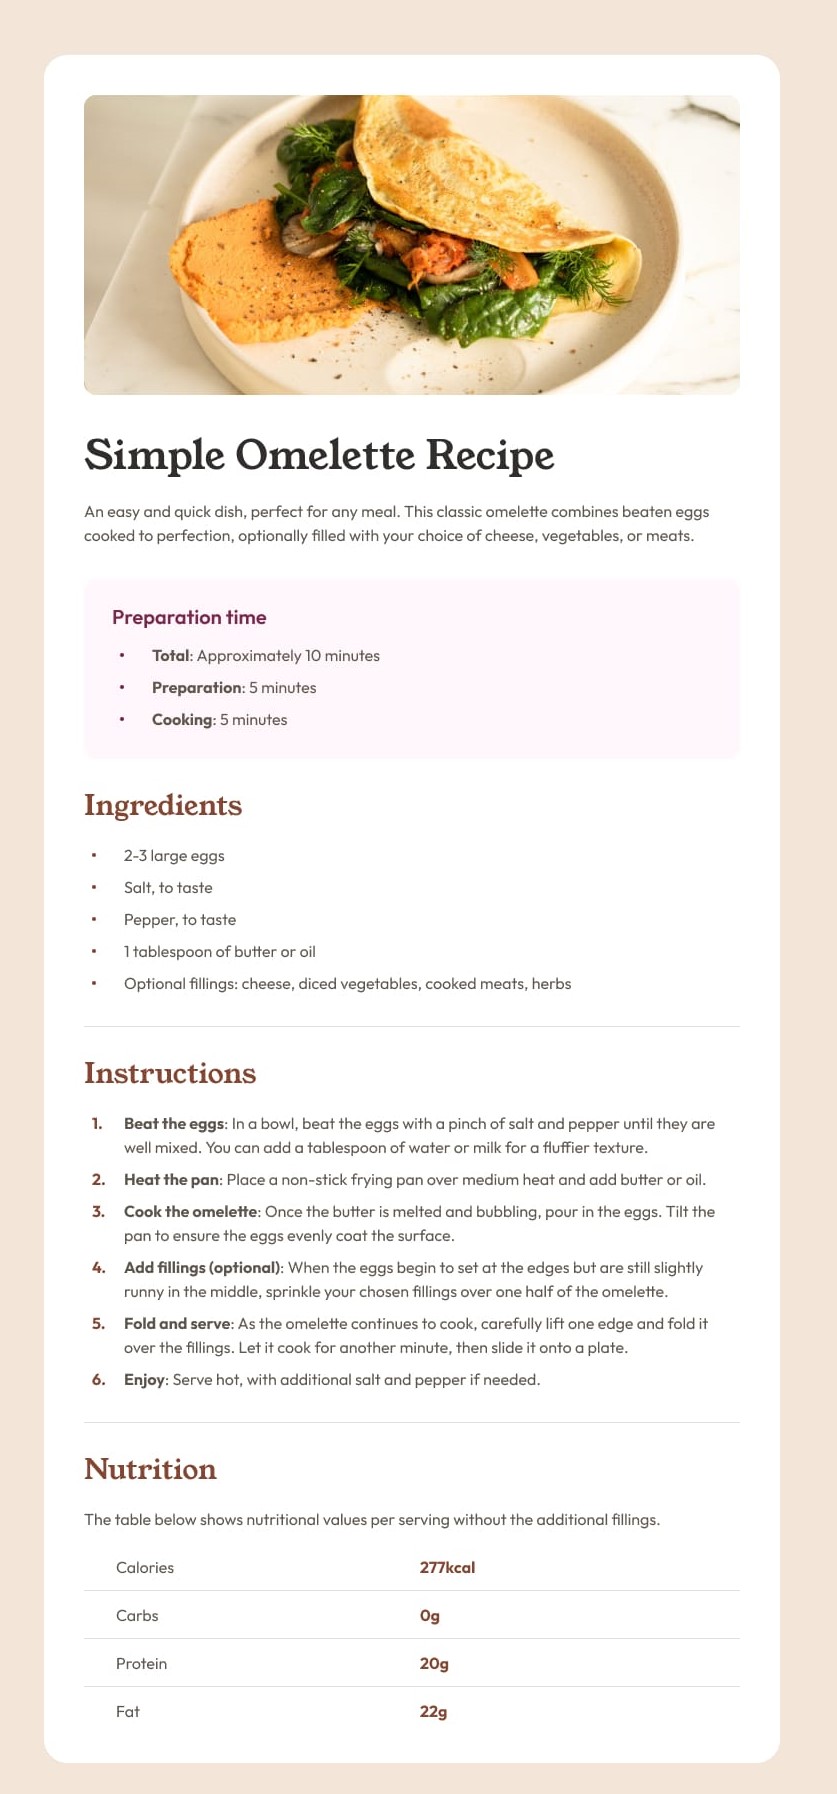 Simple Omelette Recipe
An easy and quick dish, perfect for any meal. This classic omelette combines beaten eggs
cooked to perfection, optionally filled with your choice of cheese, vegetables, or meats.
Preparation time
• Total: Approximately 10 minutes
• Preparation: 5 minutes
• Cooking: 5 minutes
Ingredients
• 2-3 large eggs
• Salt, to taste
• Pepper, to taste
• 1 tablespoon of butter or oil
• Optional fillings: cheese, diced vegetables, cooked meats, herbs
Instructions
1. Beat the eggs: In a bowl, beat the eggs with a pinch of salt and pepper until they are
well mixed. You can add a tablespoon of water or milk for a fluffier texture.
2. Heat the pan: Place a non-stick frying pan over medium heat and add butter or oil.
3. Cook the omelette: Once the butter is melted and bubbling, pour in the eggs. Tilt the
pan to ensure the eggs evenly coat the surface.
4. Add fillings (optional): When the eggs begin to set at the edges but are still slightly
runny in the middle, sprinkle your chosen fillings over one half of the omelette.
5. Fold and serve: As the omelette continues to cook, carefully lift one edge and fold it
over the fillings. Let it cook for another minute, then slide it onto a plate.
6. Enjoy: Serve hot, with additional salt and pepper if needed.
Nutrition
The table below shows nutritional values per serving without the additional fillings.
Calories 277kcal
Carbs 0g
Protein 20g
Fat 22g